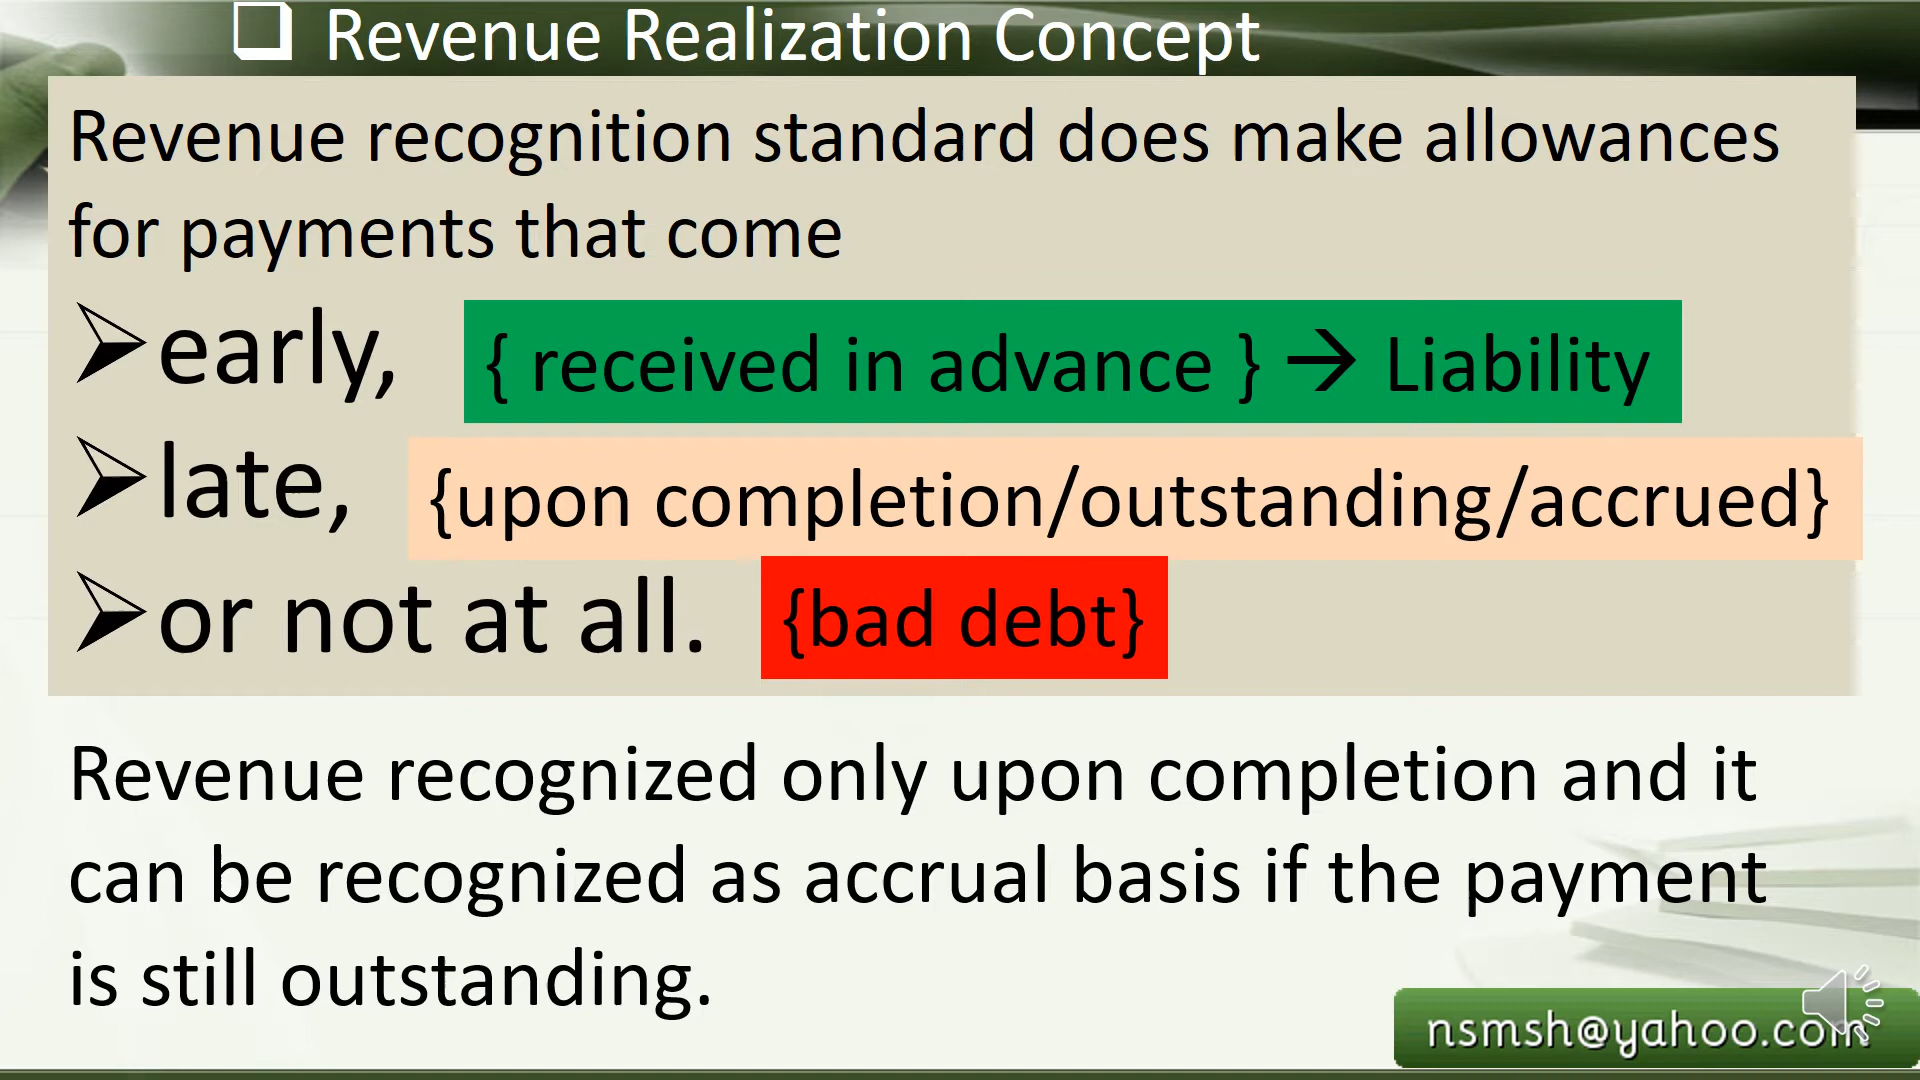 ❑ Revenue Realization Concept
Revenue recognition standard does make allowances
for payments that come
➢early, { received in advance } → Liability
➢late, {upon completion/outstanding/accrued}
➢or not at all. {bad debt}
Revenue recognized only upon completion and it
can be recognized as accrual basis if the payment
is still outstanding.
nsmsh@yahoo.com